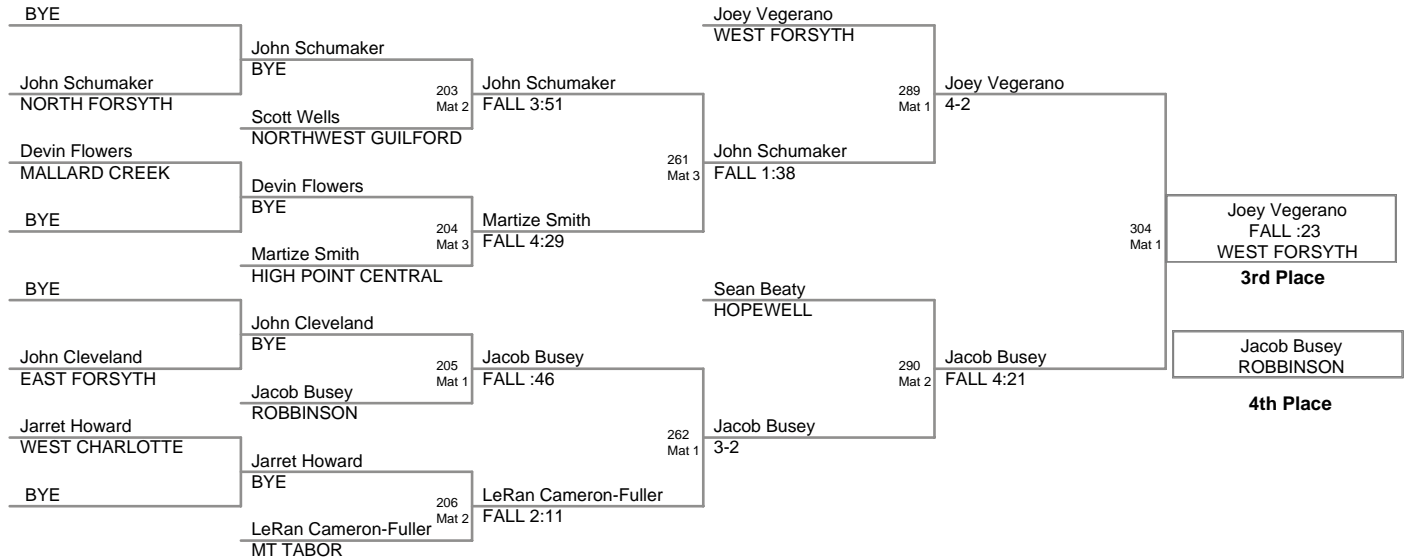 BYE
John Schumaker
NORTH FORSYTH
Devin Flowers
MALLARD CREEK
BYE
BYE
John Cleveland
EAST FORSYTH
Jarret Howard
WEST CHARLOTTE
BYE
John Schumaker
BYE
203
Mat 2
Scott Wells
NORTHWEST GUILFORD
Devin Flowers
BYE
204
Mat 3
Martize Smith
HIGH POINT CENTRAL
John Cleveland
BYE
205
Mat 1
Jacob Busey
ROBBINSON
Jarret Howard
BYE
206
Mat 2
LeRan Cameron-Fuller
MT TABOR
John Schumaker
FALL 3:51
261
Mat 3
Martize Smith
FALL 4:29
Jacob Busey
FALL :46
262
Mat 1
LeRan Cameron-Fuller
FALL 2:11
Joey Vegerano
WEST FORSYTH
289
Mat 1
John Schumaker
FALL 1:38
Sean Beaty
HOPEWELL
290
Mat 2
Jacob Busey
3-2
Joey Vegerano
4-2
304
Mat 1
Jacob Busey
FALL 4:21
Joey Vegerano
FALL :23
WEST FORSYTH
3rd Place
Jacob Busey
ROBBINSON
4th Place